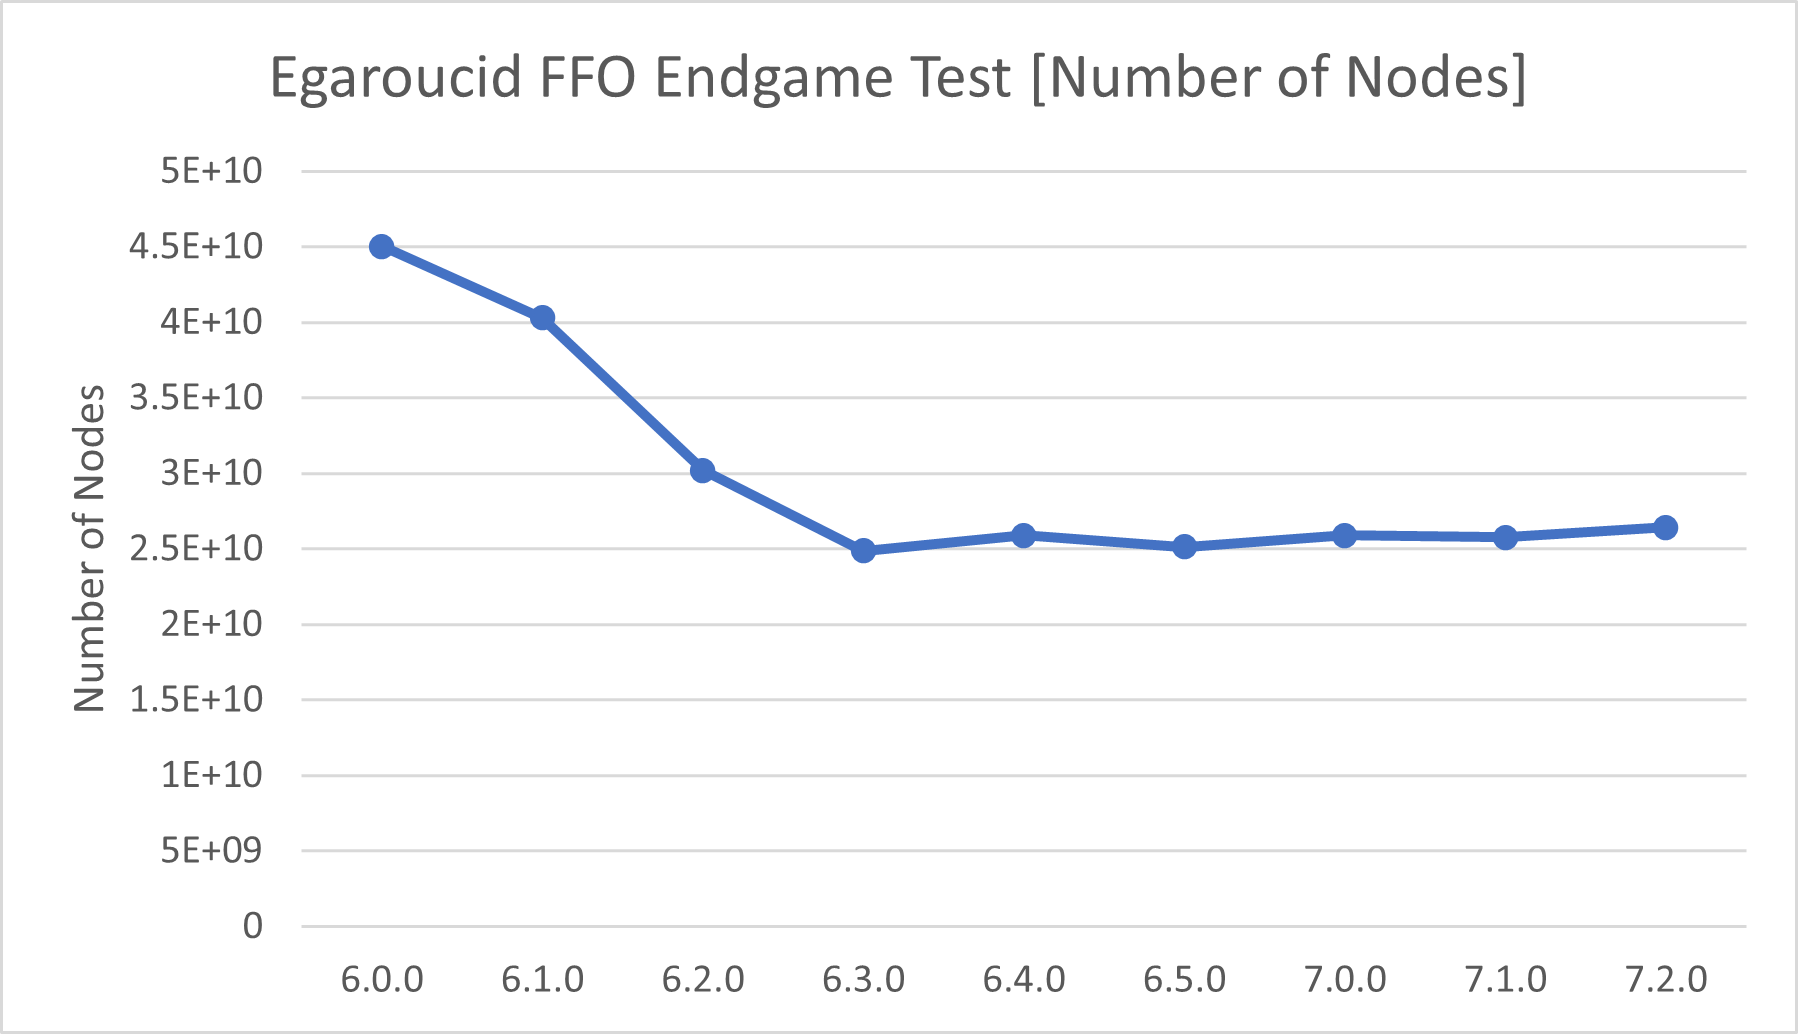 Egaroucid FFO Endgame Test [Number of Nodes]
Number of Nodes
5E+10
4.5E+10
4E+10
3.5E+10
3E+10
2.5E+10
2E+10
1.5E+10
1E+10
5E+09
0
6.0.0 6.1.0 6.2.0 6.3.0 6.4.0 6.5.0 7.0.0 7.1.0 7.2.0